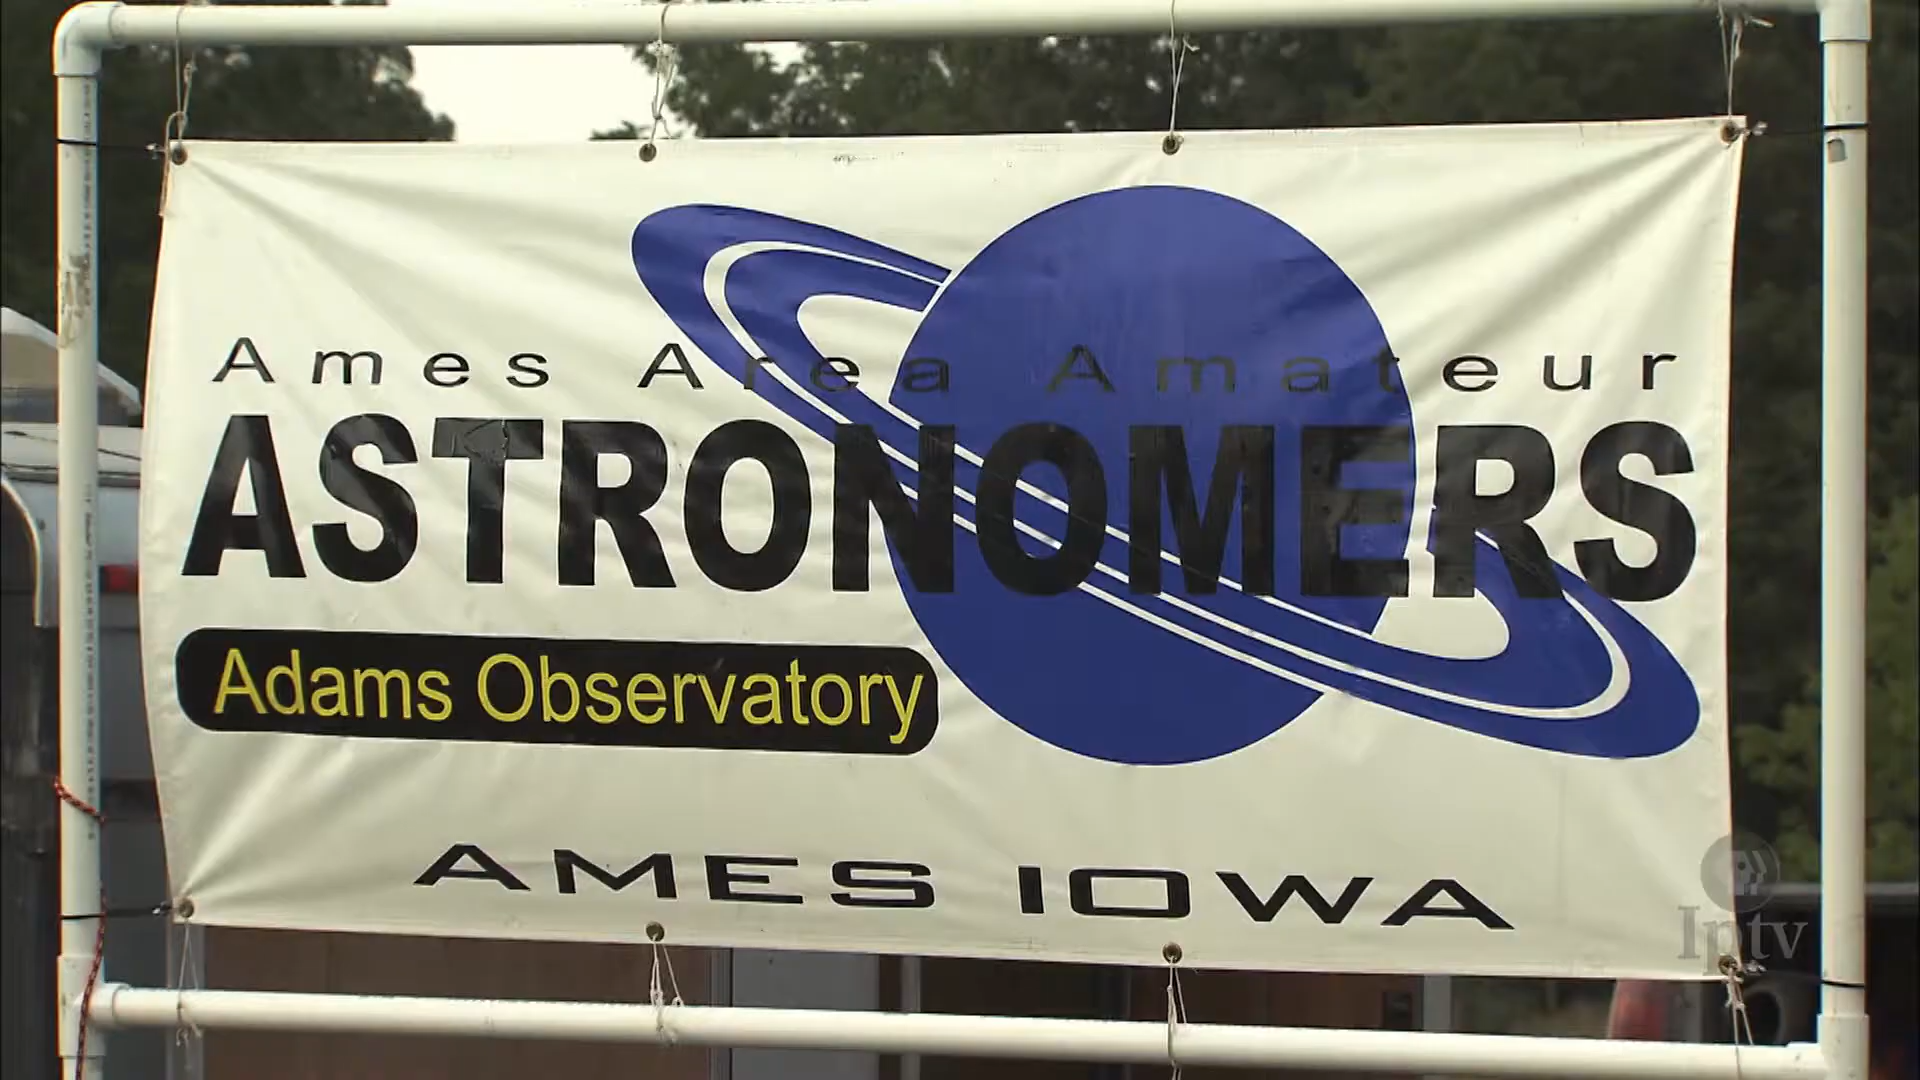 Ames Area Amateur
ASTRONOMERS
Adams Observatory
AMES IOWA
Iptv